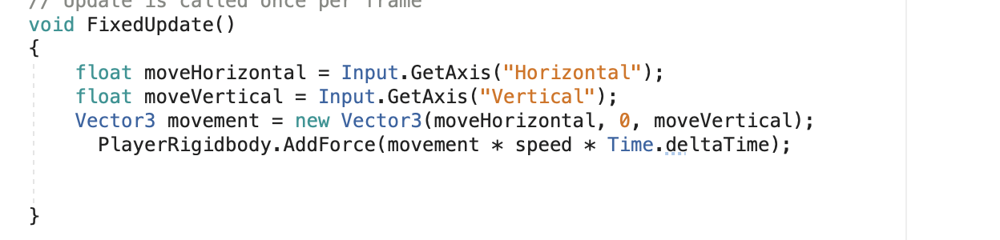 // Update is called once per frame
void FixedUpdate()
{
float moveHorizontal = Input.GetAxis("Horizontal");
float moveVertical = Input.GetAxis("Vertical");
Vector3 movement = new Vector3(moveHorizontal, 0, moveVertical);
PlayerRigidbody.AddForce(movement * speed * Time.deltaTime);
}